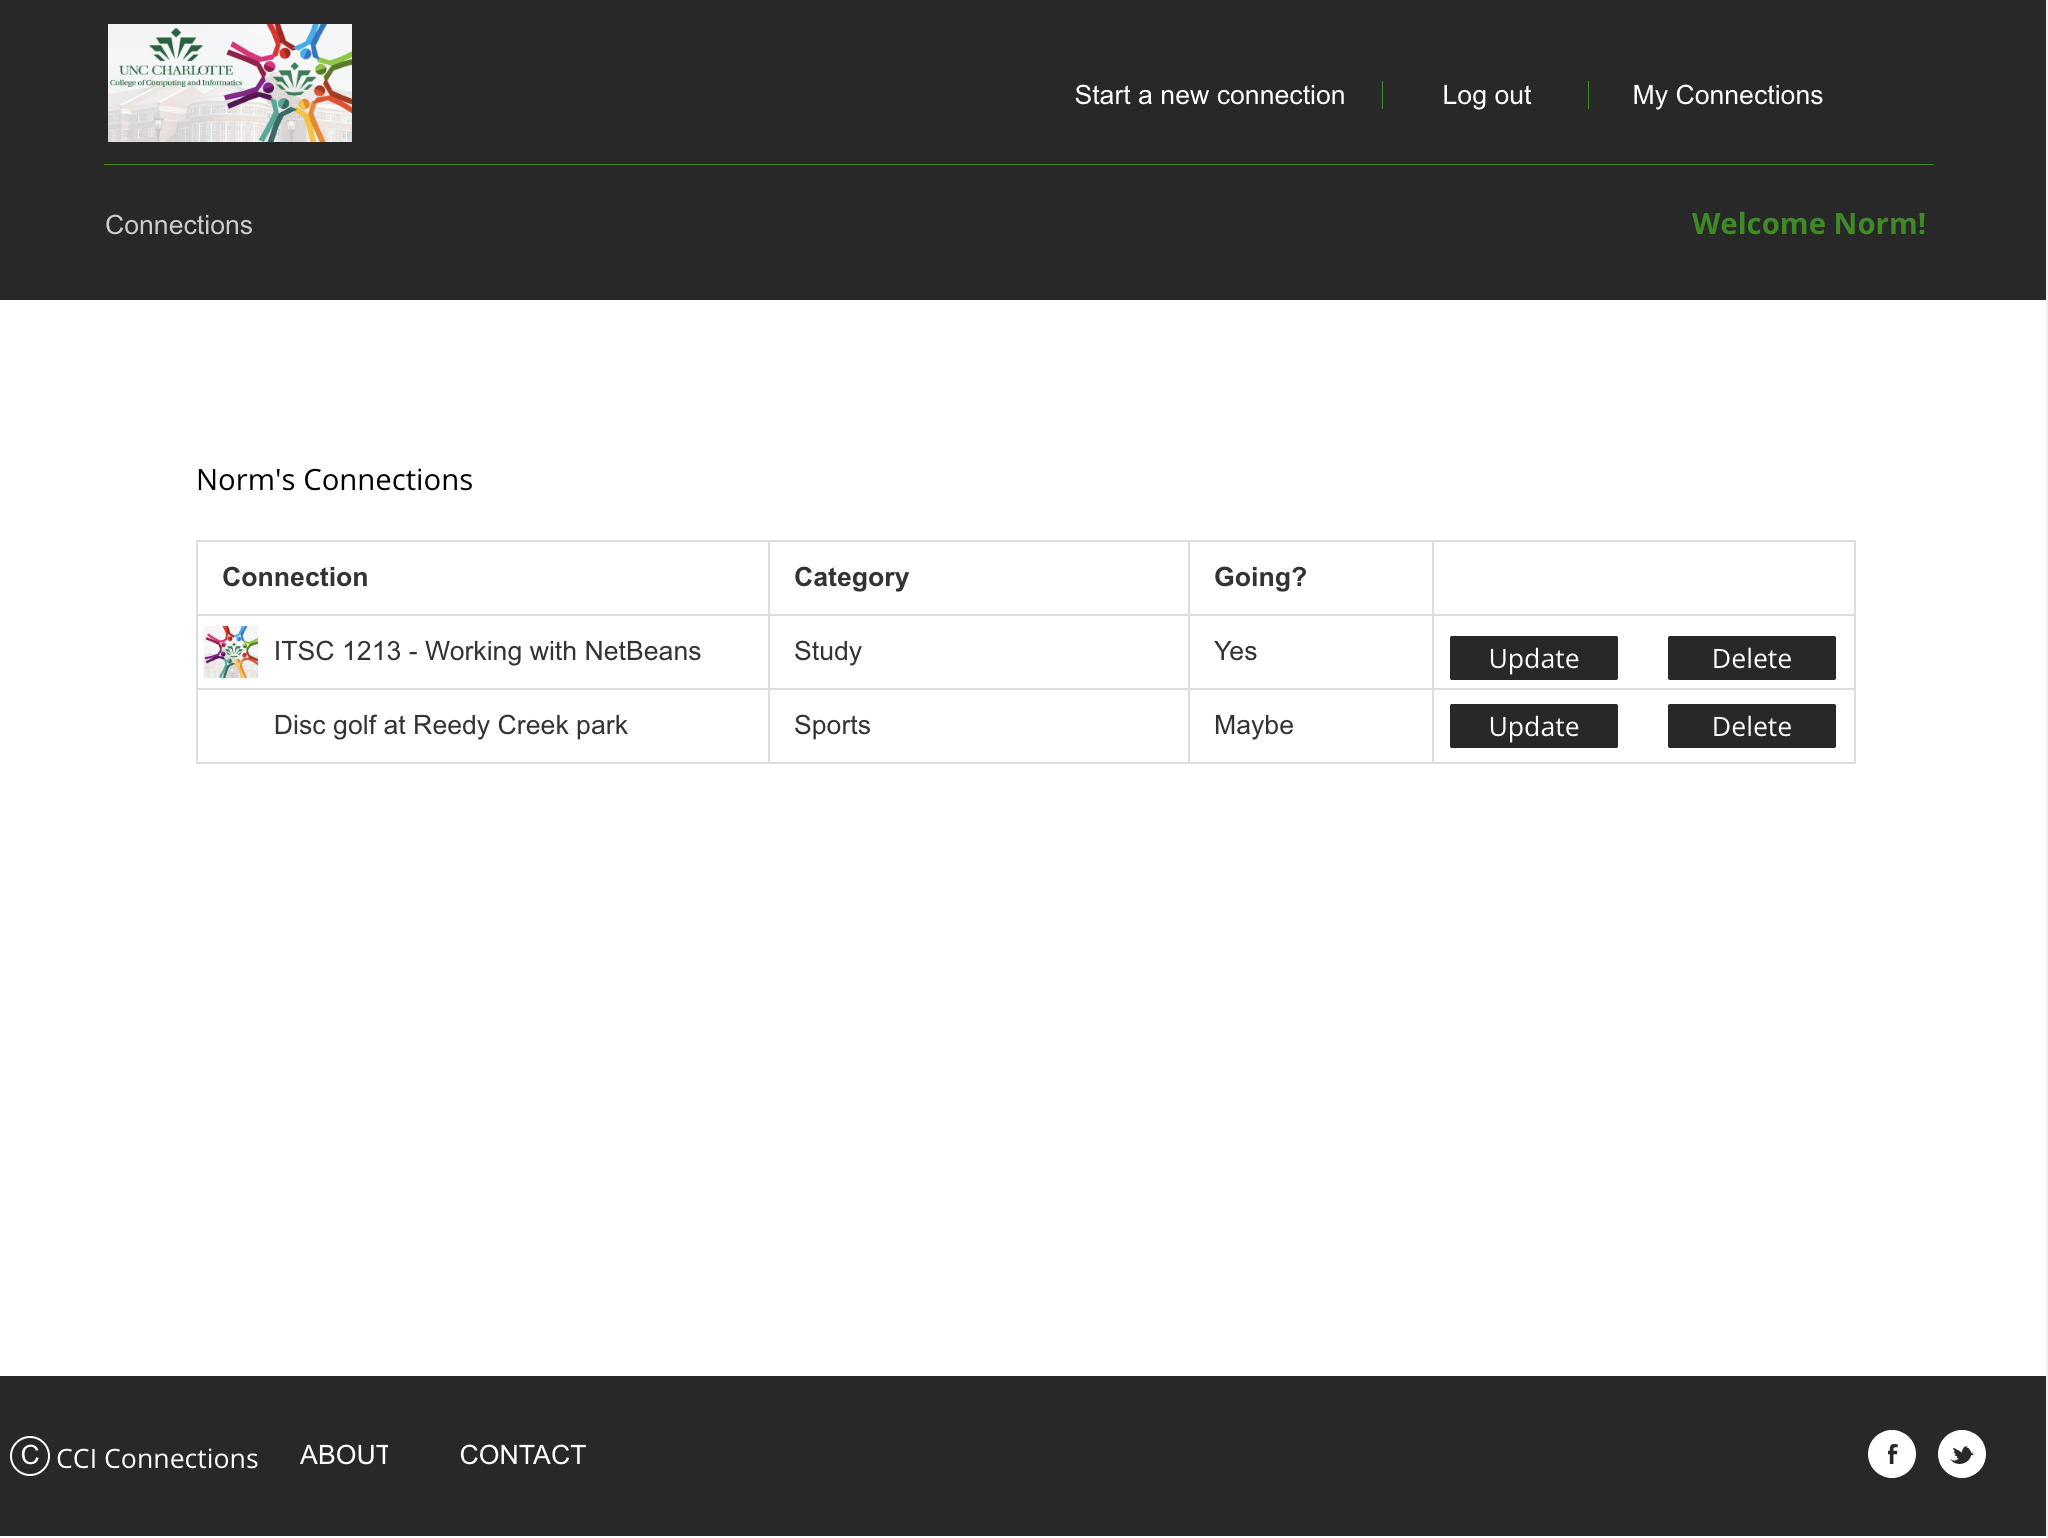 UNC CHARLOTTE
College of Computing and Informatics
Start a new connection
Log out
My Connections
Connections
Welcome Norm!
Norm's Connections
Connection Category Going?
ITSC 1213 - Working with NetBeans Study Yes Update Delete
Disc golf at Reedy Creek park Sports Maybe Update Delete
© CCI Connections ABOUT CONTACT f